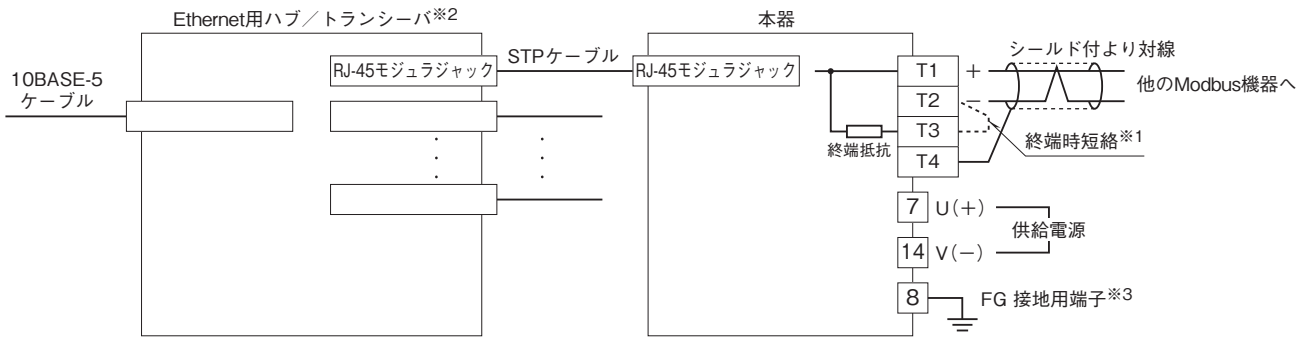 Ethernet用ハブ／トランシーバ※2
本器
10BASE-5
ケーブル
RJ-45モジュラジャック
STPケーブル
RJ-45モジュラジャック
T1
T2
T3
T4
+
−
シールド付より対線
他のModbus機器へ
終端抵抗
終端時短絡※1
7
U(+)
14
V(−)
供給電源
8
FG 接地用端子※3